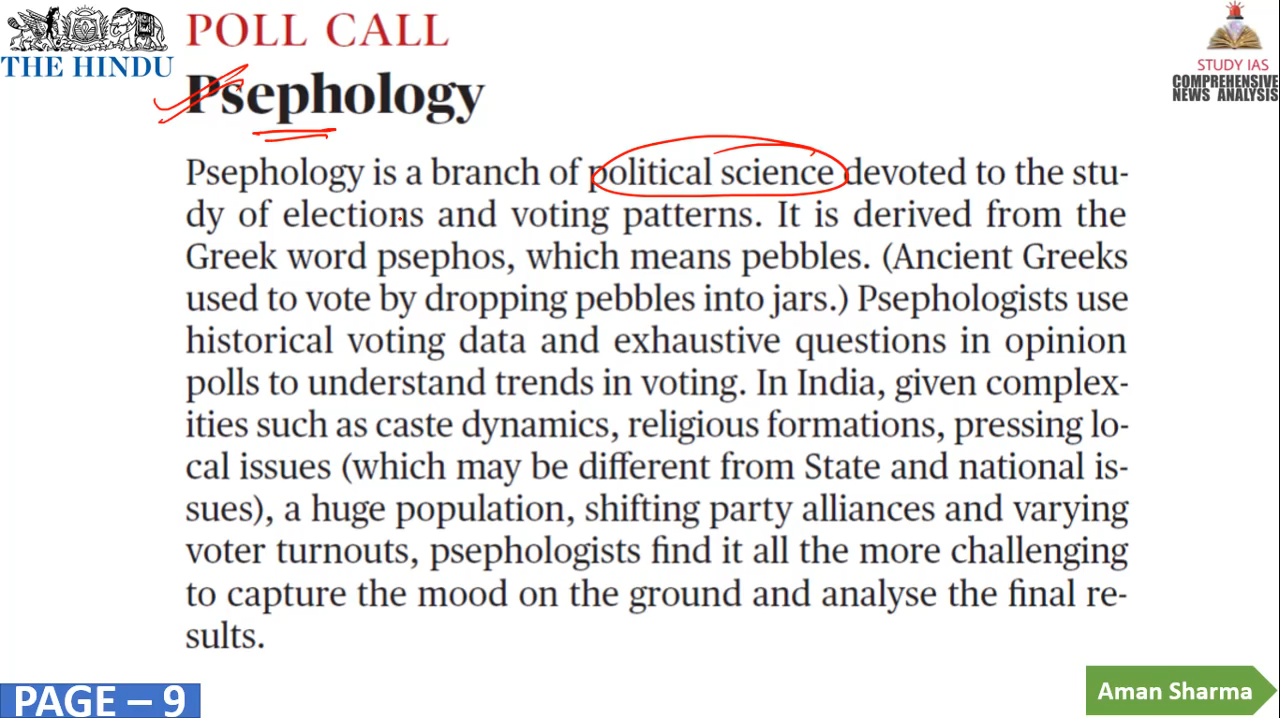 POLL CALL
THE HINDU
STUDY IAS
COMPREHENSIVE
NEWS ANALYSIS
Psephology
Psephology is a branch of political science devoted to the stu-
dy of elections and voting patterns. It is derived from the
Greek word psephos, which means pebbles. (Ancient Greeks
used to vote by dropping pebbles into jars.) Psephologists use
historical voting data and exhaustive questions in opinion
polls to understand trends in voting. In India, given complex-
ities such as caste dynamics, religious formations, pressing lo-
cal issues (which may be different from State and national is-
sues), a huge population, shifting party alliances and varying
voter turnouts, psephologists find it all the more challenging
to capture the mood on the ground and analyse the final re-
sults.
PAGE – 9
Aman Sharma